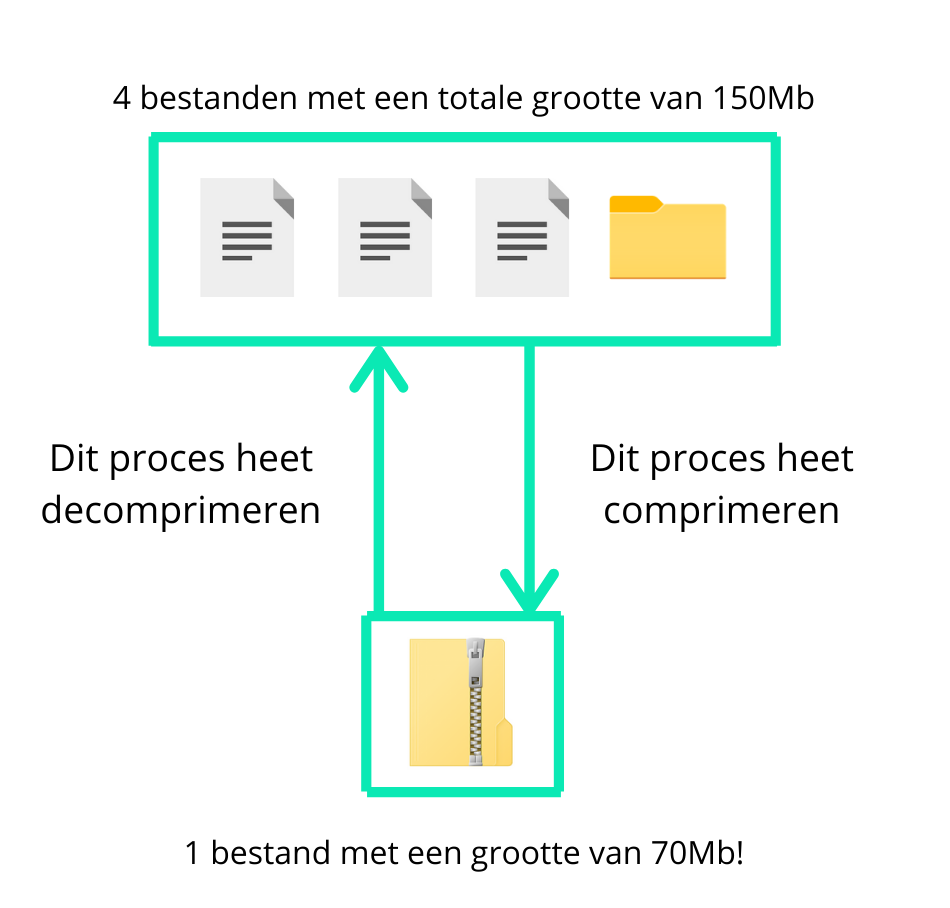 4 bestanden met een totale grootte van 150Mb
Dit proces heet
decomprimeren
Dit proces heet
comprimeren
1 bestand met een grootte van 70Mb!